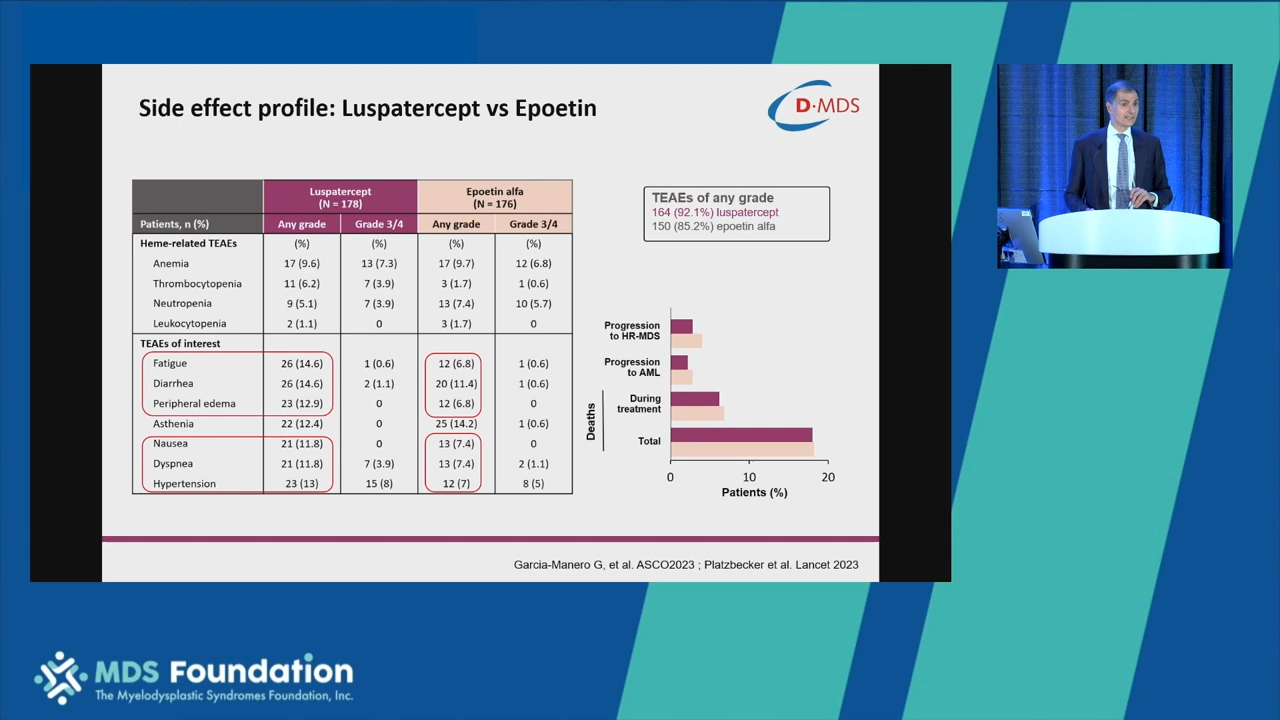 Side effect profile: Luspatercept vs Epoetin
D·MDS
Luspatercept (N = 178) Epoetin alfa (N = 176)
Patients, n (%) Any grade Grade 3/4 Any grade Grade 3/4
Heme-related TEAEs (%) (%) (%) (%)
Anemia 17 (9.6) 13 (7.3) 17 (9.7) 12 (6.8)
Thrombocytopenia 11 (6.2) 7 (3.9) 3 (1.7) 1 (0.6)
Neutropenia 9 (5.1) 7 (3.9) 13 (7.4) 10 (5.7)
Leukocytopenia 2 (1.1) 0 3 (1.7) 0
TEAEs of interest
Fatigue 26 (14.6) 1 (0.6) 12 (6.8) 1 (0.6)
Diarrhea 26 (14.6) 2 (1.1) 20 (11.4) 1 (0.6)
Peripheral edema 23 (12.9) 0 12 (6.8) 0
Asthenia 22 (12.4) 0 25 (14.2) 1 (0.6)
Nausea 21 (11.8) 0 13 (7.4) 0
Dyspnea 21 (11.8) 7 (3.9) 13 (7.4) 2 (1.1)
Hypertension 23 (13) 15 (8) 12 (7) 8 (5)
TEAEs of any grade
164 (92.1%) luspatercept
150 (85.2%) epoetin alfa
Progression
to HR-MDS
Progression
to AML
Deaths
During
treatment
Total
0 10 20
Patients (%)
Garcia-Manero G, et al. ASCO2023 ; Platzbecker et al. Lancet 2023
MDS Foundation
The Myelodysplastic Syndromes Foundation, Inc.